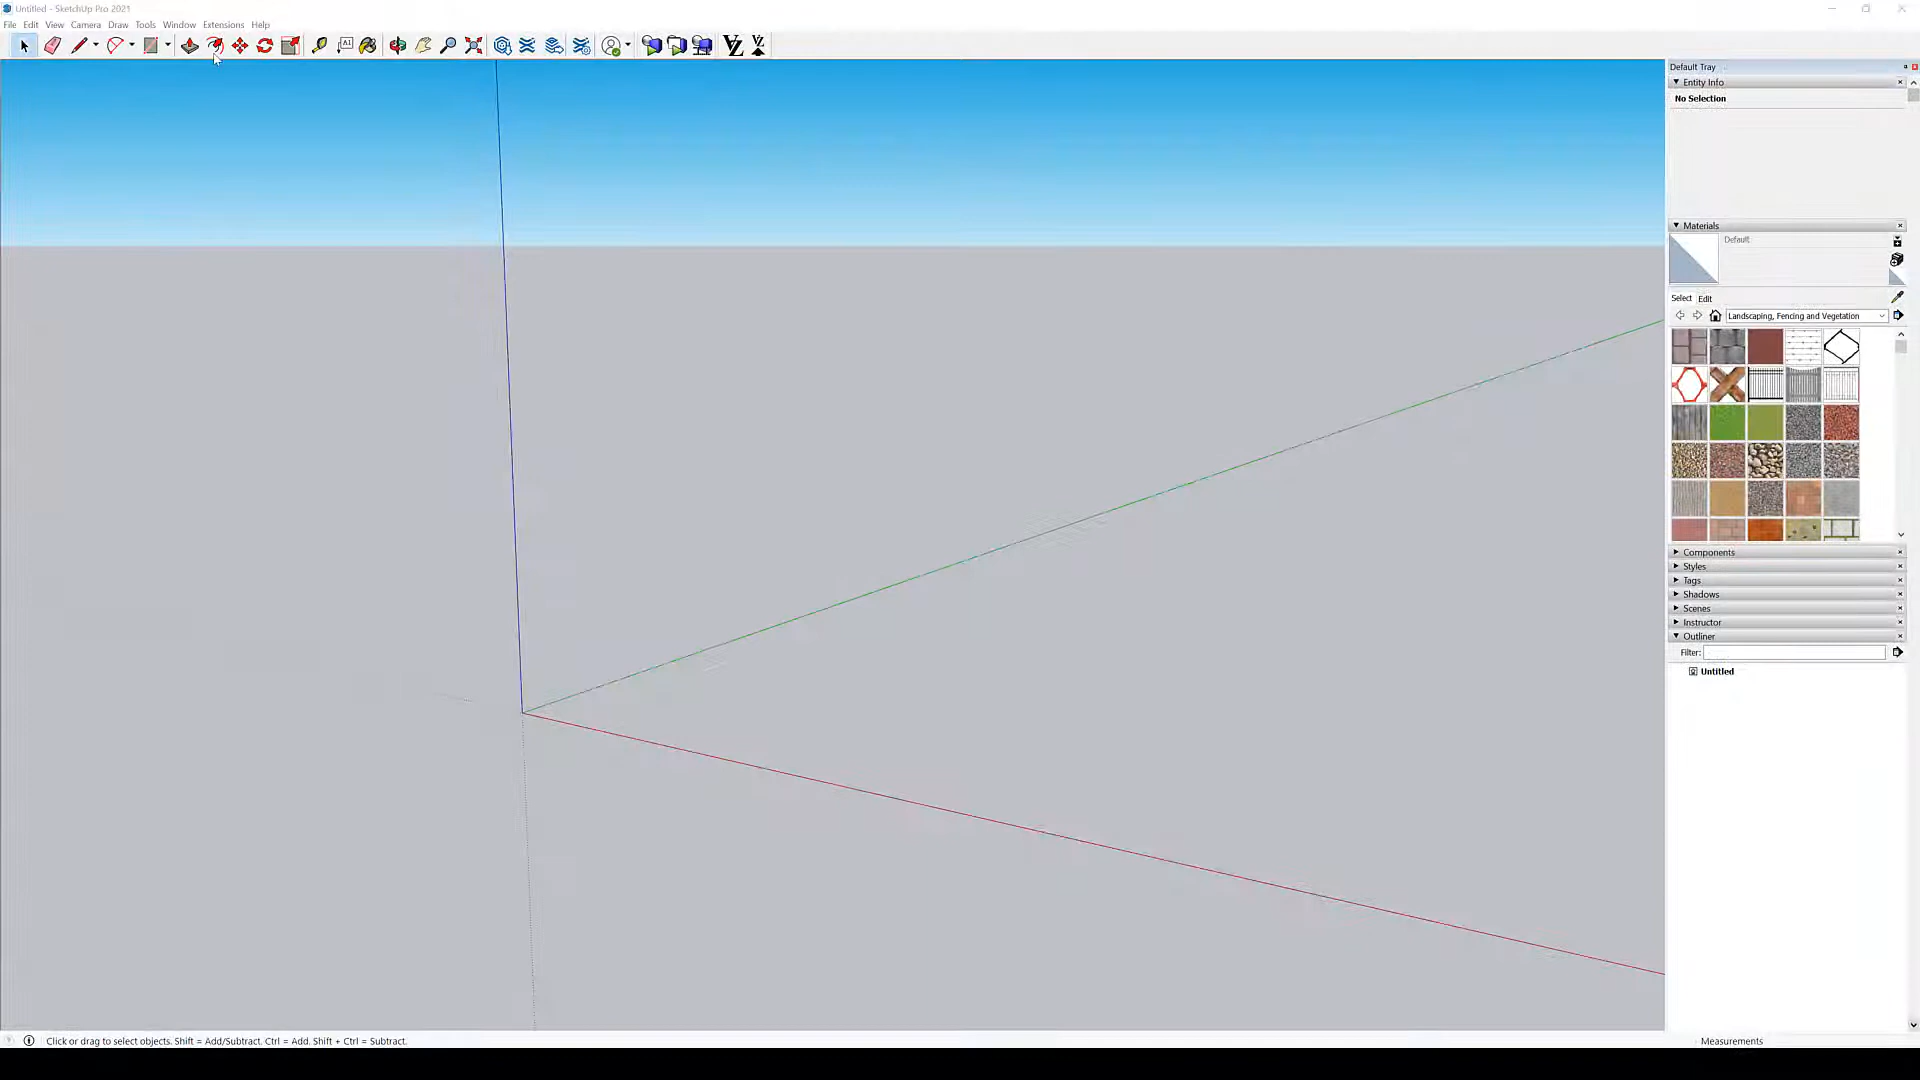 Untitled - SketchUp Pro 2021
File Edit View Camera Draw Tools Window Extensions Help
Default Tray
Entity Info
No Selection
Materials
Default
Select Edit
Landscaping, Fencing and Vegetation
Components
Styles
Tags
Shadows
Scenes
Instructor
Outliner
Filter:
Untitled
Click or drag to select objects. Shift = Add/Subtract. Ctrl = Add. Shift + Ctrl = Subtract.
Measurements